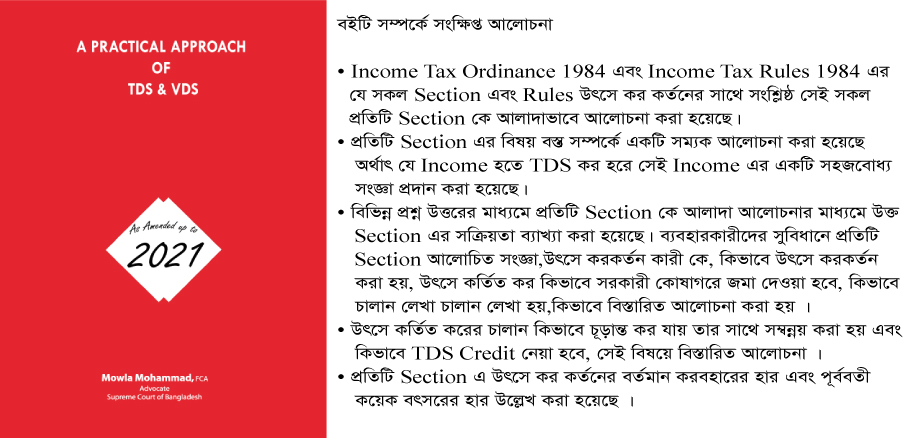 A PRACTICAL APPROACH
OF
TDS & VDS
As Amended up to
2021
Mowla Mohammad, FCA
Advocate
Supreme Court of Bangladesh
বইটি সম্পর্কে সংক্ষিপ্ত আলোচনা
• Income Tax Ordinance 1984 এবং Income Tax Rules 1984 এর
যে সকল Section এবং Rules উৎসে কর কর্তনের সাথে সংশ্লিষ্ঠ সেই সকল
প্রতিটি Section কে আলাদাভাবে আলোচনা করা হয়েছে।
• প্রতিটি Section এর বিষয় বস্ত সম্পর্কে একটি সম্যক আলোচনা করা হয়েছে
অর্থাৎ যে Income হতে TDS কর হরে সেই Income এর একটি সহজবোধ্য
সংজ্ঞা প্রদান করা হয়েছে।
• বিভিন্ন প্রশ্ন উত্তরের মাধ্যমে প্রতিটি Section কে আলাদা আলোচনার মাধ্যমে উক্ত
Section এর সক্রিয়তা ব্যাখ্যা করা হয়েছে। ব্যবহারকারীদের সুবিধানে প্রতিটি
Section আলোচিত সংজ্ঞা,উৎসে করকর্তন কারী কে, কিভাবে উৎসে করকর্তন
করা হয়, উৎসে কর্তিত কর কিভাবে সরকারী কোষাগরে জমা দেওয়া হবে, কিভাবে
চালান লেখা চালান লেখা হয়,কিভাবে বিস্তারিত আলোচনা করা হয় ।
• উৎসে কর্তিত করের চালান কিভাবে চূড়ান্ত কর যায় তার সাথে সম্বন্নয় করা হয় এবং
কিভাবে TDS Credit নেয়া হবে, সেই বিষয়ে বিস্তারিত আলোচনা ।
• প্রতিটি Section এ উৎসে কর কর্তনের বর্তমান করবহারের হার এবং পূর্ববতী
কয়েক বৎসরের হার উল্লেখ করা হয়েছে ।